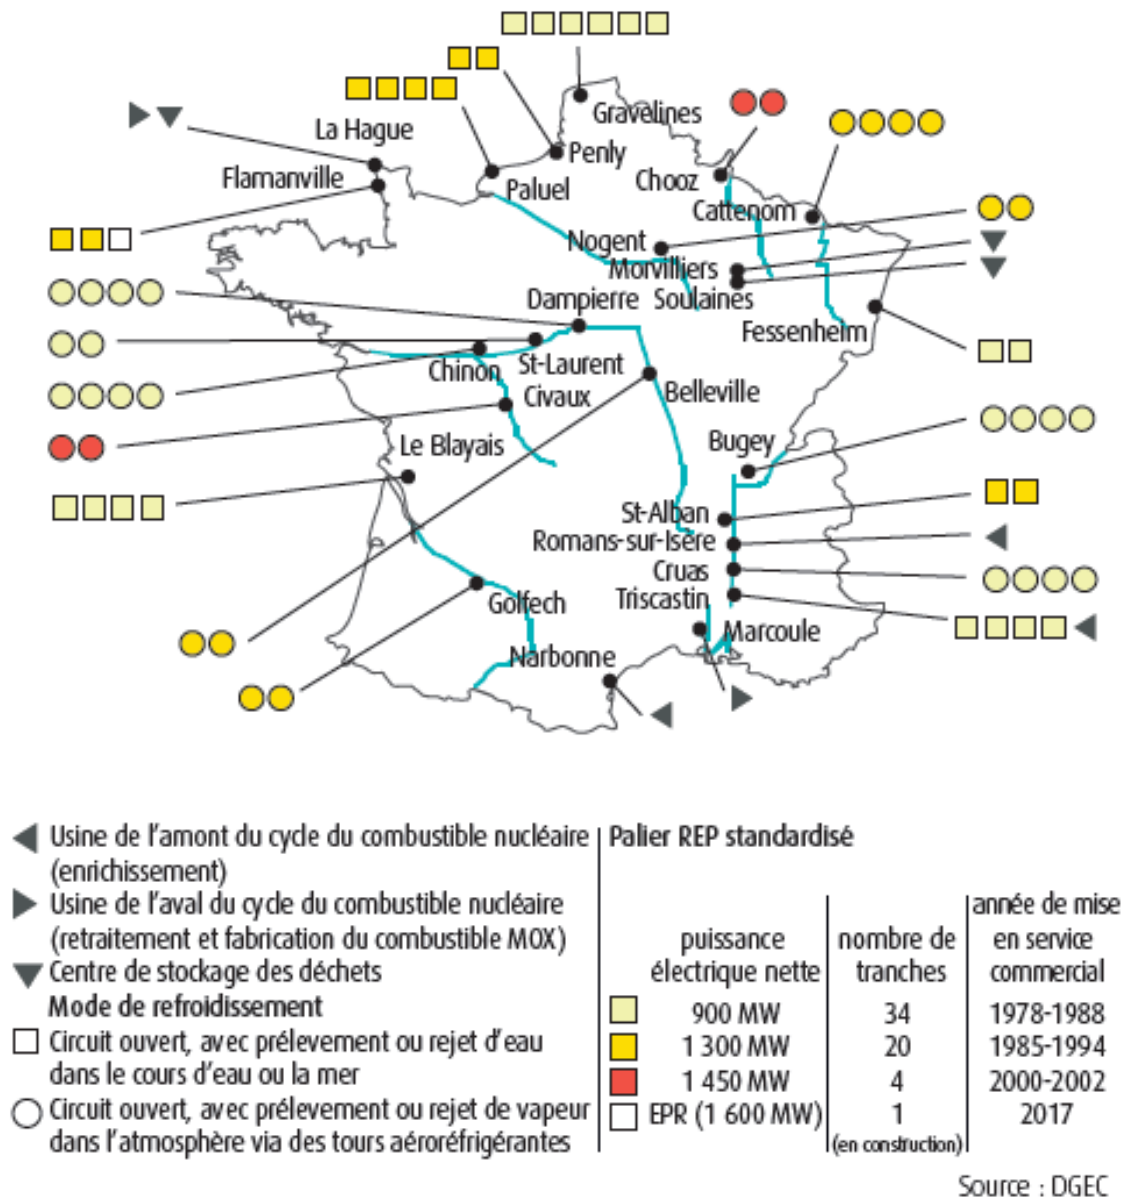 Gravelines
La Hague
Penly
Flamanville
Paluel
Chooz
Cattenom
Nogent
Morvilliers
Dampierre
Soulaines
Fessenheim
Chinon
St-Laurent
Civaux
Belleville
Le Blayais
Bugey
St-Alban
Romans-sur-Isère
Cruas
Triscastin
Golfech
Marcoule
Narbonne
Usine de l'amont du cycle du combustible nucléaire
(enrichissement)
Usine de l'aval du cycle du combustible nucléaire
(retraitement et fabrication du combustible MOX)
Centre de stockage des déchets
Mode de refroidissement
Circuit ouvert, avec prélevement ou rejet d'eau
dans le cours d'eau ou la mer
Circuit ouvert, avec prélevement ou rejet de vapeur
dans l'atmosphère via des tours aéroréfrigérantes
Palier REP standardisé
puissance
électrique nette
nombre de
tranches
année de mise
en service
commercial
900 MW 34 1978-1988
1 300 MW 20 1985-1994
1 450 MW 4 2000-2002
EPR (1 600 MW) 1 2017
(en construction)
Source : DGEC